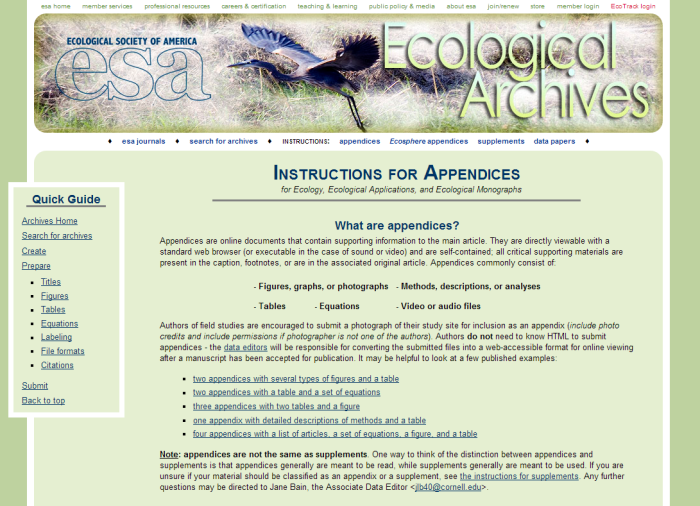 esa home member services professional resources careers & certification teaching & learning public policy & media about esa join/renew store member login EcoTrack login
ECOLOGICAL SOCIETY OF AMERICA
esa
Ecological
Archives
♦ esa journals ♦ search for archives ♦ INSTRUCTIONS: appendices Ecosphere appendices supplements data papers ♦
INSTRUCTIONS FOR APPENDICES
for Ecology, Ecological Applications, and Ecological Monographs
Quick Guide
Archives Home
Search for archives
Create
Prepare
Titles
Figures
Tables
Equations
Labeling
File formats
Citations
Submit
Back to top
What are appendices?
Appendices are online documents that contain supporting information to the main article. They are directly viewable with a
standard web browser (or executable in the case of sound or video) and are self-contained; all critical supporting materials are
present in the caption, footnotes, or are in the associated original article. Appendices commonly consist of:
- Figures, graphs, or photographs - Methods, descriptions, or analyses
- Tables - Equations - Video or audio files
Authors of field studies are encouraged to submit a photograph of their study site for inclusion as an appendix (include photo
credits and include permissions if photographer is not one of the authors). Authors do not need to know HTML to submit
appendices - the data editors will be responsible for converting the submitted files into a web-accessible format for online viewing
after a manuscript has been accepted for publication. It may be helpful to look at a few published examples:
two appendices with several types of figures and a table
two appendices with a table and a set of equations
three appendices with two tables and a figure
one appendix with detailed descriptions of methods and a table
four appendices with a list of articles, a set of equations, a figure, and a table
Note: appendices are not the same as supplements. One way to think of the distinction between appendices and
supplements is that appendices generally are meant to be read, while supplements generally are meant to be used. If you are
unsure if your material should be classified as an appendix or a supplement, see the instructions for supplements. Any further
questions may be directed to Jane Bain, the Associate Data Editor <jlb40@cornell.edu>.